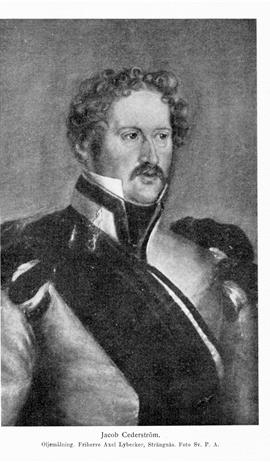 Jacob Cederström.
Oljemålning. Friherre Axel Lybecker, Strängnäs. Foto Sv. P. A.